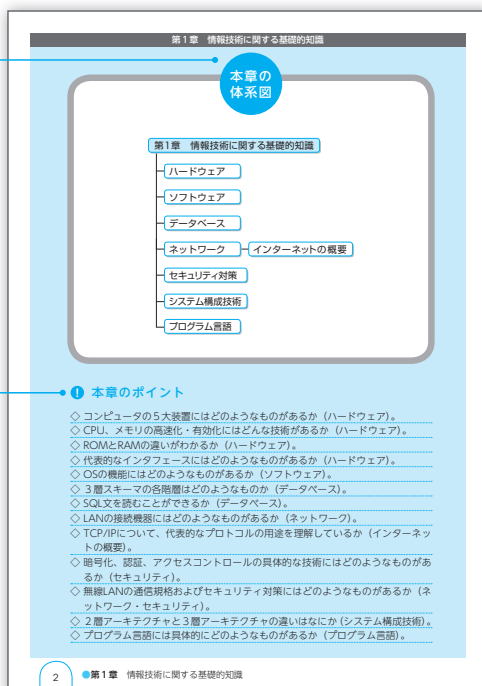 第1章 情報技術に関する基礎的知識
本章の
体系図
第1章 情報技術に関する基礎的知識
ハードウェア
ソフトウェア
データベース
ネットワーク インターネットの概要
セキュリティ対策
システム構成技術
プログラム言語
! 本章のポイント
◇ コンピュータの5大装置にはどのようなものがあるか（ハードウェア）。
◇ CPU、メモリの高速化・有効化にはどんな技術があるか（ハードウェア）。
◇ ROMとRAMの違いがわかるか（ハードウェア）。
◇ 代表的なインタフェースにはどのようなものがあるか（ハードウェア）。
◇ OSの機能にはどのようなものがあるか（ソフトウェア）。
◇ 3層スキーマの各階層はどのようなものか（データベース）。
◇ SQL文を読むことができるか（データベース）。
◇ LANの接続機器にはどのようなものがあるか（ネットワーク）。
◇ TCP/IPについて、代表的なプロトコルの用途を理解しているか（インターネッ
トの概要）。
◇ 暗号化、認証、アクセスコントロールの具体的な技術にはどのようなものがあ
るか（セキュリティ）。
◇ 無線LANの通信規格およびセキュリティ対策にはどのようなものがあるか（ネ
ットワーク・セキュリティ）。
◇ 2層アーキテクチャと3層アーキテクチャの違いはなにか（システム構成技術）。
◇ プログラム言語には具体的にどのようなものがあるか（プログラム言語）。
2 ●第1章 情報技術に関する基礎的知識